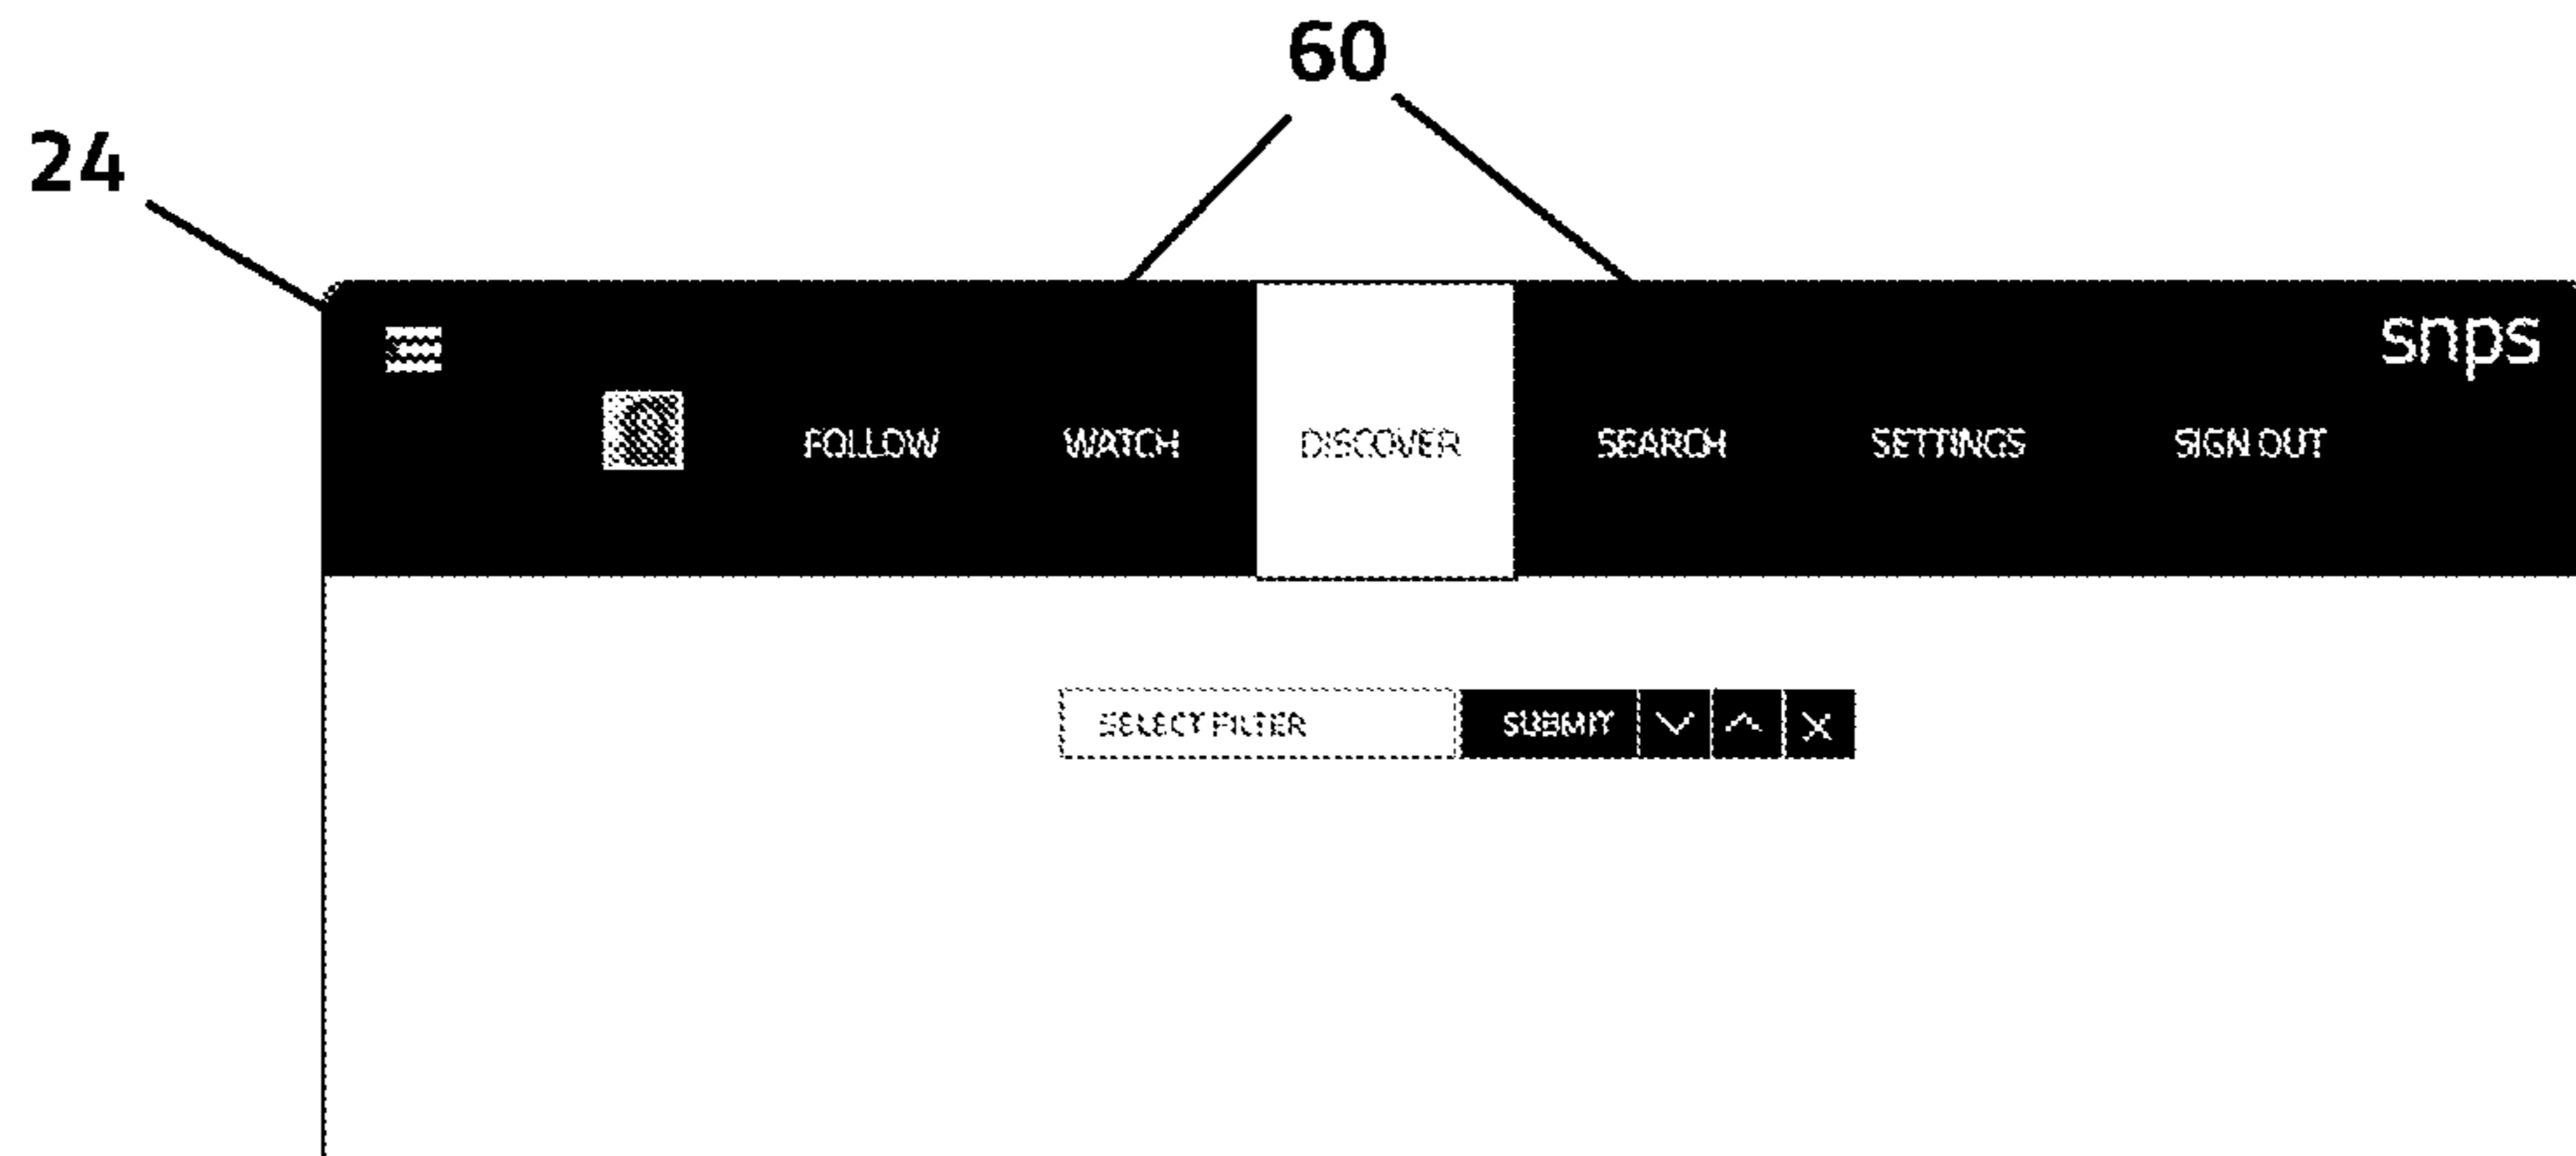 60
24
snps
FOLLOW WATCH DISCOVER SEARCH SETTINGS SIGN OUT
SELECT FILTER SUBMIT